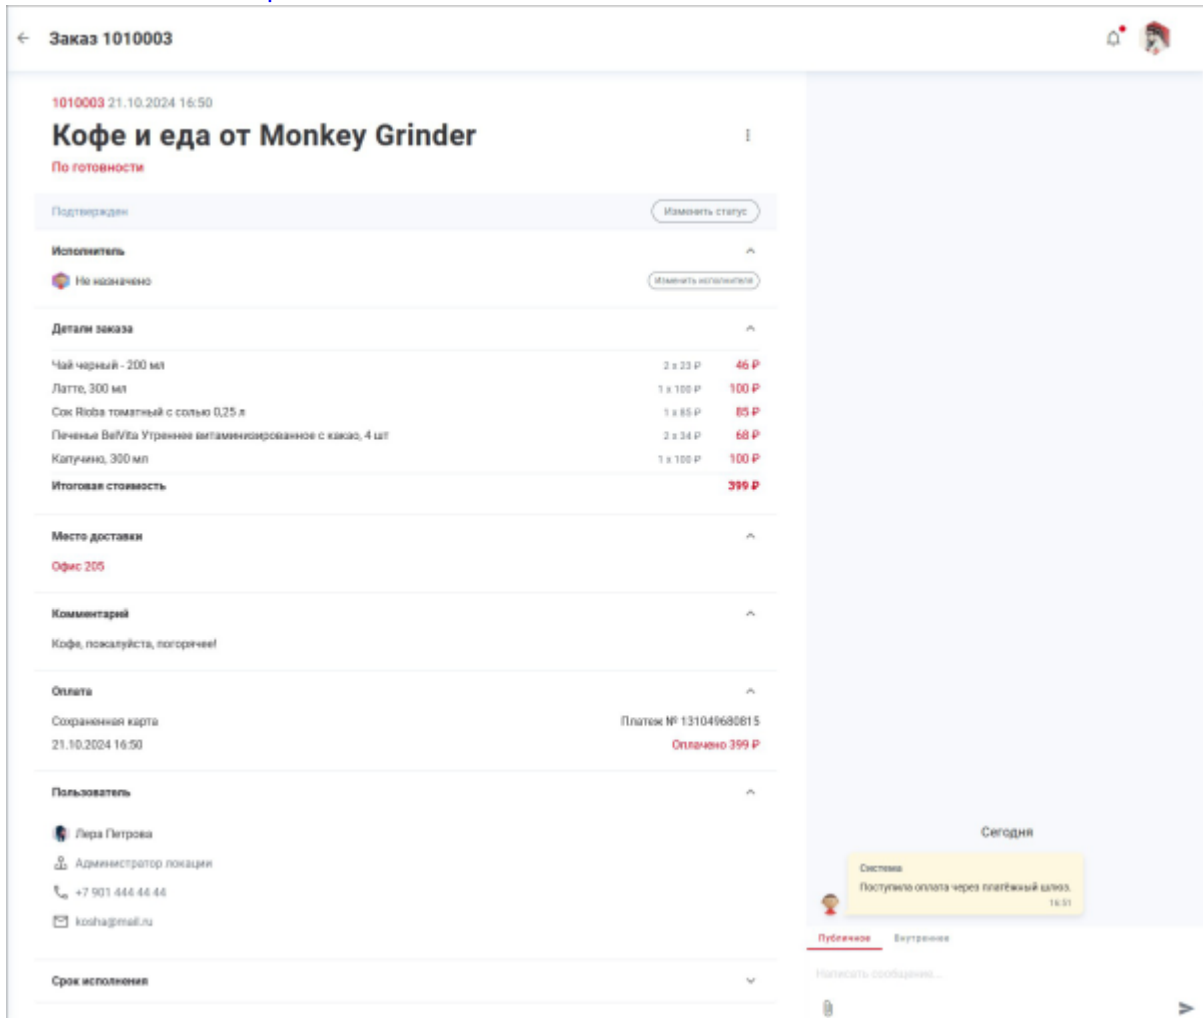 Заказ 1010003
1010003 21.10.2024 16:50
Кофе и еда от Monkey Grinder
По готовности
Подтвержден
Изменить статус
Исполнитель
Не назначено
Изменить исполнителя
Детали заказа
Чай черный - 200 мл 2 x 23 ₽ 46 ₽
Латте, 300 мл 1 x 100 ₽ 100 ₽
Сок Rioba томатный с солью 0,25 л 1 x 85 ₽ 85 ₽
Печенье BelVita Утреннее витаминизированное с какао, 4 шт 2 x 34 ₽ 68 ₽
Капучино, 300 мл 1 x 100 ₽ 100 ₽
Итоговая стоимость 399 ₽
Место доставки
Офис 205
Комментарий
Кофе, пожалуйста, погорячее!
Оплата
Сохраненная карта Платеж № 131049680815
21.10.2024 16:50 Оплачено 399 ₽
Пользователь
Лера Петрова
Администратор локации
+7 901 444 44 44
kosha@mail.ru
Срок исполнения
Сегодня
Система
Поступила оплата через платёжный шлюз.
16:51
Публичное Внутреннее
Написать сообщение...